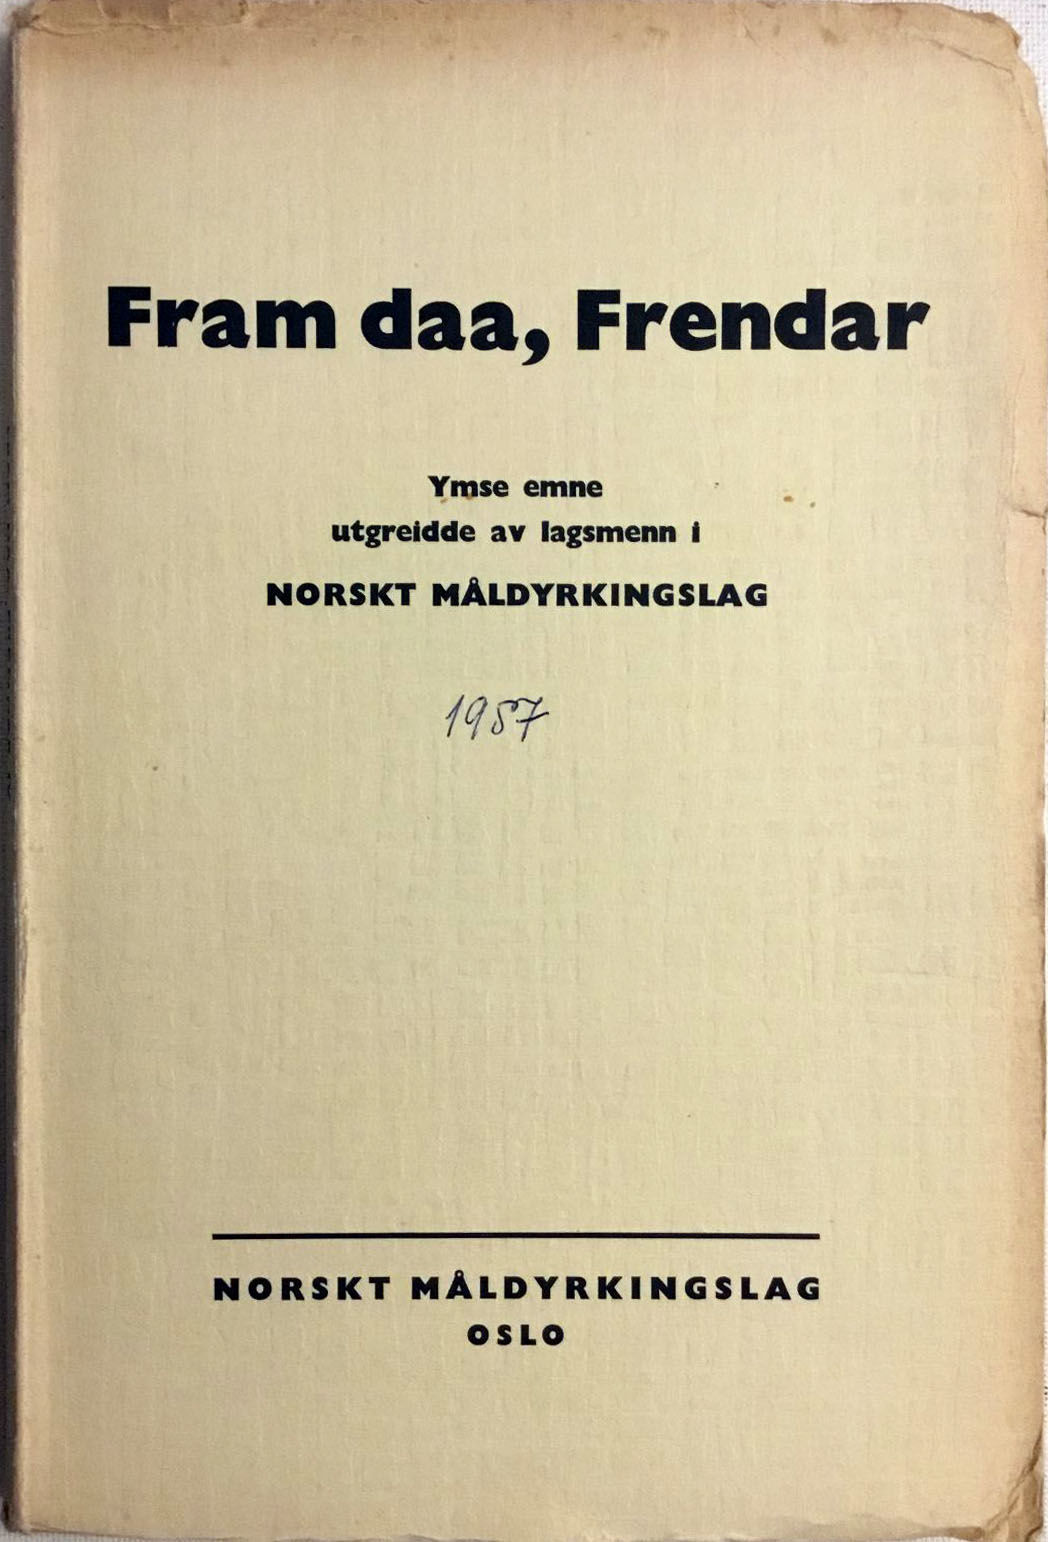 Fram daa, Frendar
Ymse emne
utgreidde av lagsmenn i
NORSKT MÅLDYRKINGSLAG
1957
NORSKT MÅLDYRKINGSLAG
OSLO